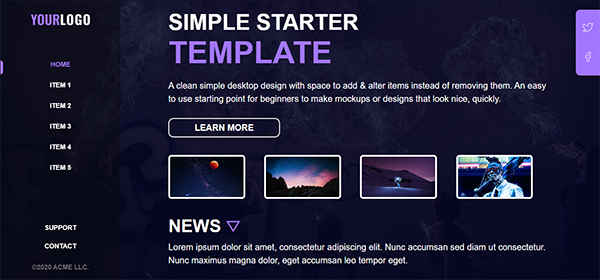 YOURLOGO
HOME
ITEM 1
ITEM 2
ITEM 3
ITEM 4
ITEM 5
SUPPORT
CONTACT
©2020 ACME LLC.
SIMPLE STARTER
TEMPLATE
A clean simple desktop design with space to add & alter items instead of removing them. An easy
to use starting point for beginners to make mockups or designs that look nice, quickly.
LEARN MORE
NEWS
Lorem ipsum dolor sit amet, consectetur adipiscing elit. Nunc accumsan sed diam ut consectetur.
Nunc maximus magna dolor, eget accumsan leo tempor eget.